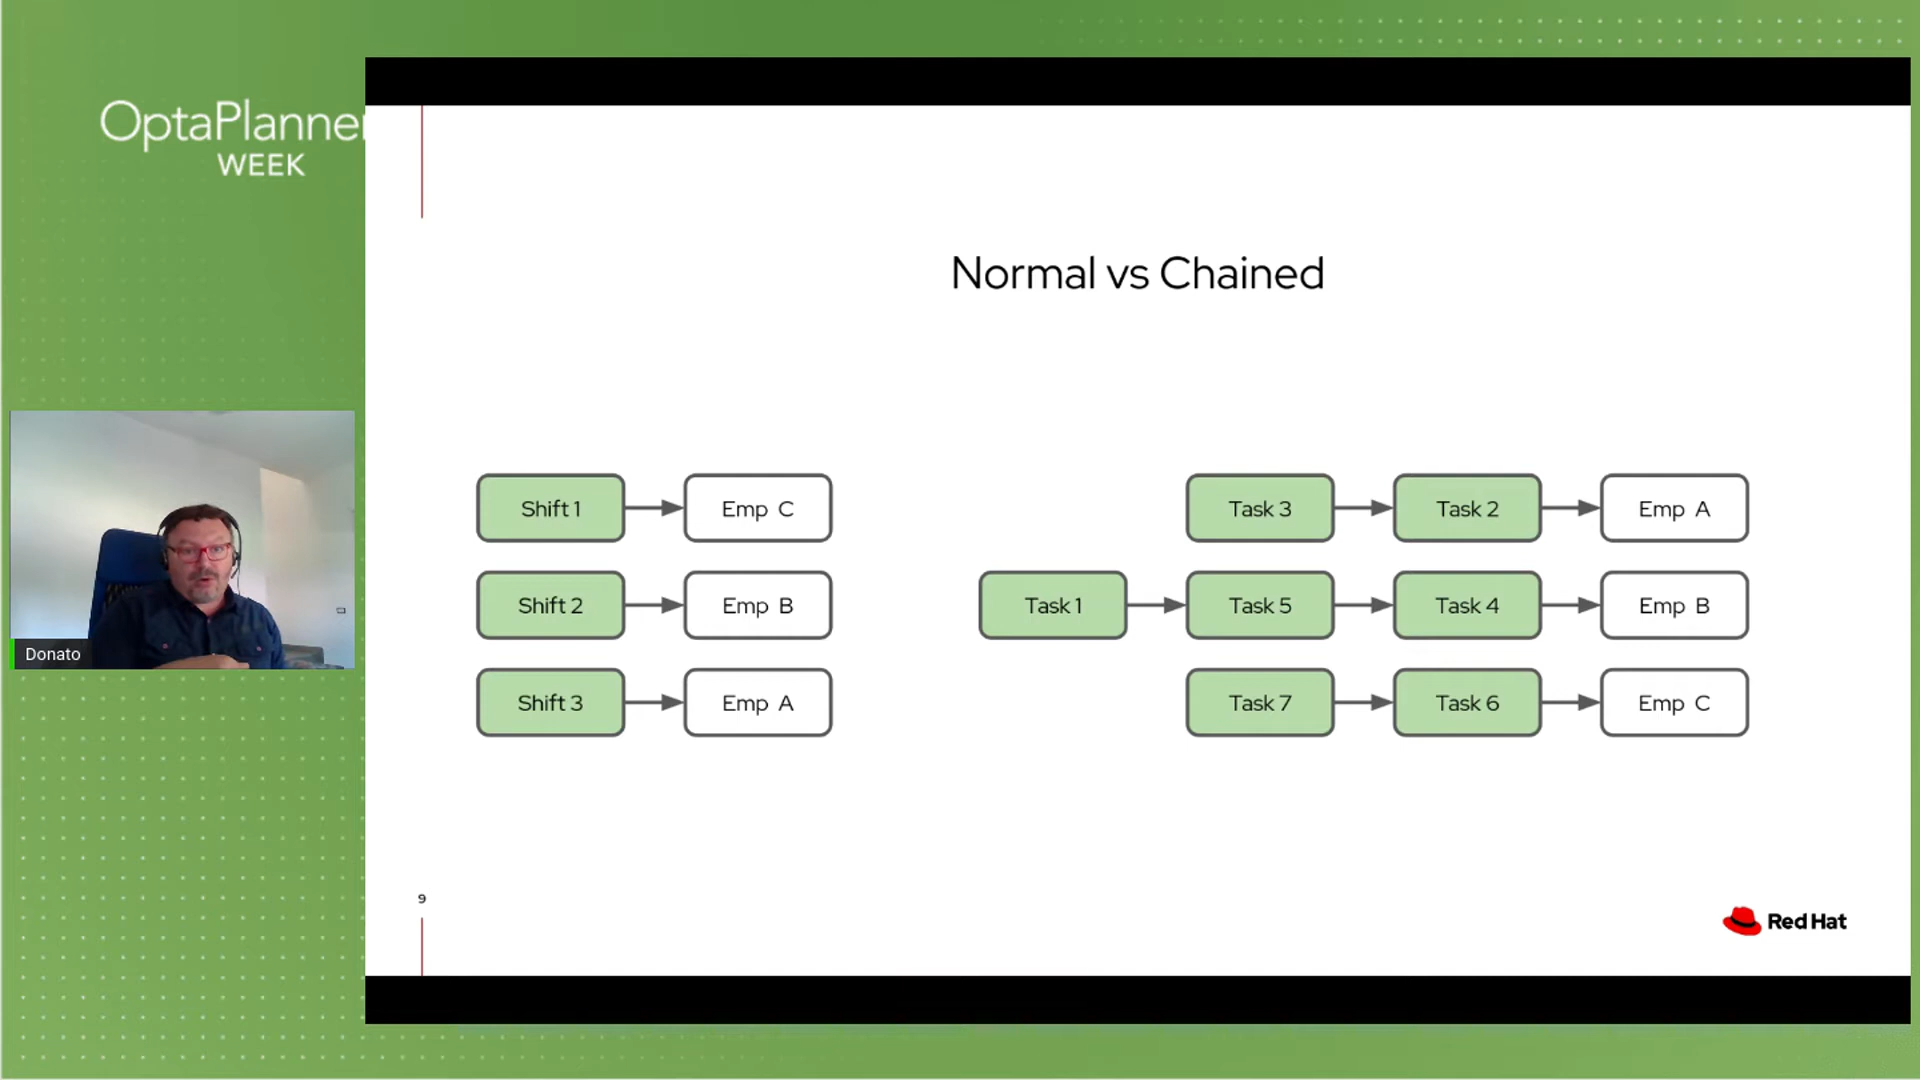 OptaPlanner
WEEK
Normal vs Chained
Shift 1
Emp C
Task 3
Task 2
Emp A
Shift 2
Emp B
Task 1
Task 5
Task 4
Emp B
Shift 3
Emp A
Task 7
Task 6
Emp C
Donato
9
Red Hat